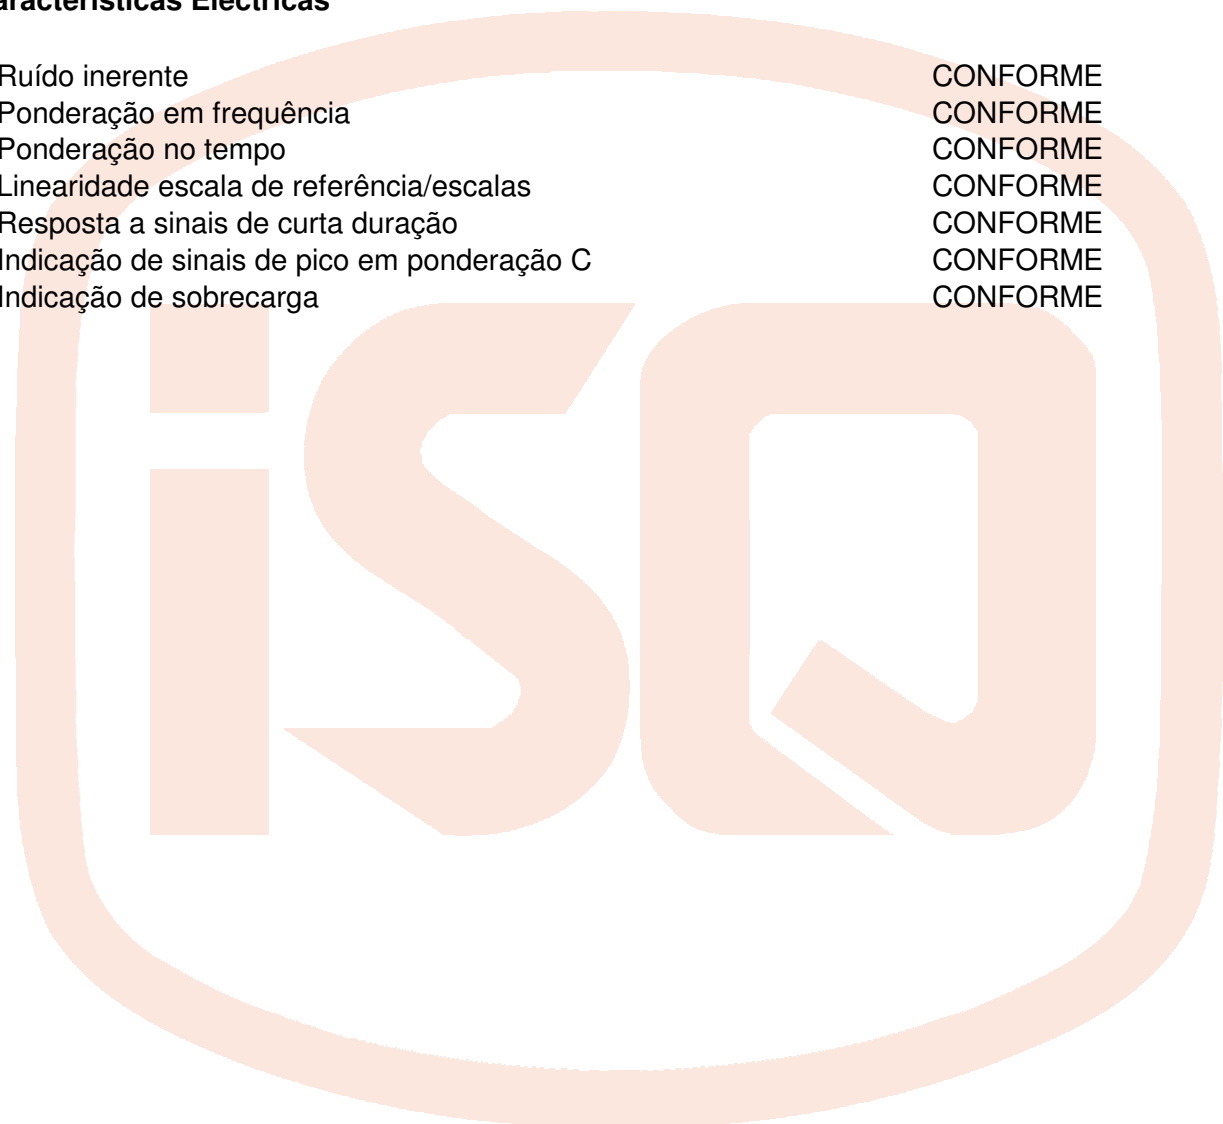 aracterísticas Eléctricas
Ruído inerente CONFORME
Ponderação em frequência CONFORME
Ponderação no tempo CONFORME
Linearidade escala de referência/escalas CONFORME
Resposta a sinais de curta duração CONFORME
Indicação de sinais de pico em ponderação C CONFORME
Indicação de sobrecarga CONFORME
iSQ